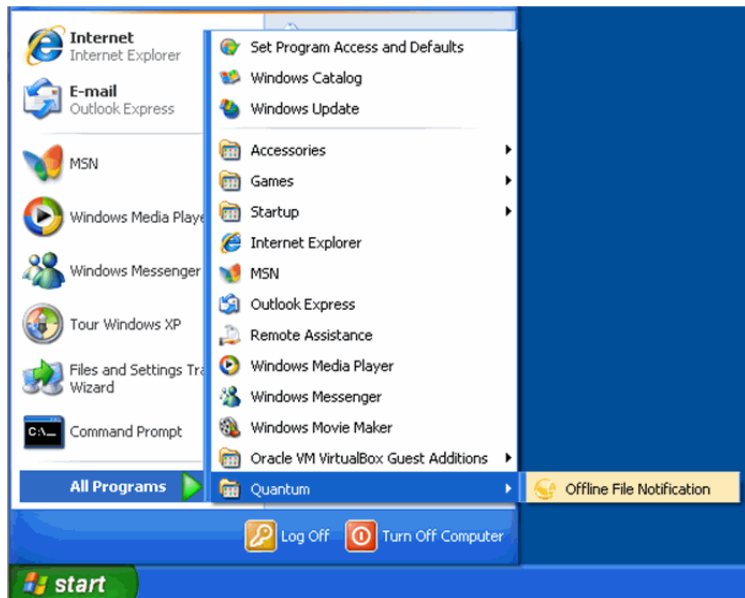 Internet
Internet Explorer
E-mail
Outlook Express
MSN
Windows Media Playe
Windows Messenger
Tour Windows XP
Files and Settings Tra
Wizard
C:\_
Command Prompt
All Programs
Set Program Access and Defaults
Windows Catalog
Windows Update
Accessories
Games
Startup
Internet Explorer
MSN
Outlook Express
Remote Assistance
Windows Media Player
Windows Messenger
Windows Movie Maker
Oracle VM VirtualBox Guest Additions
Quantum
Offline File Notification
Log Off
Turn Off Computer
start